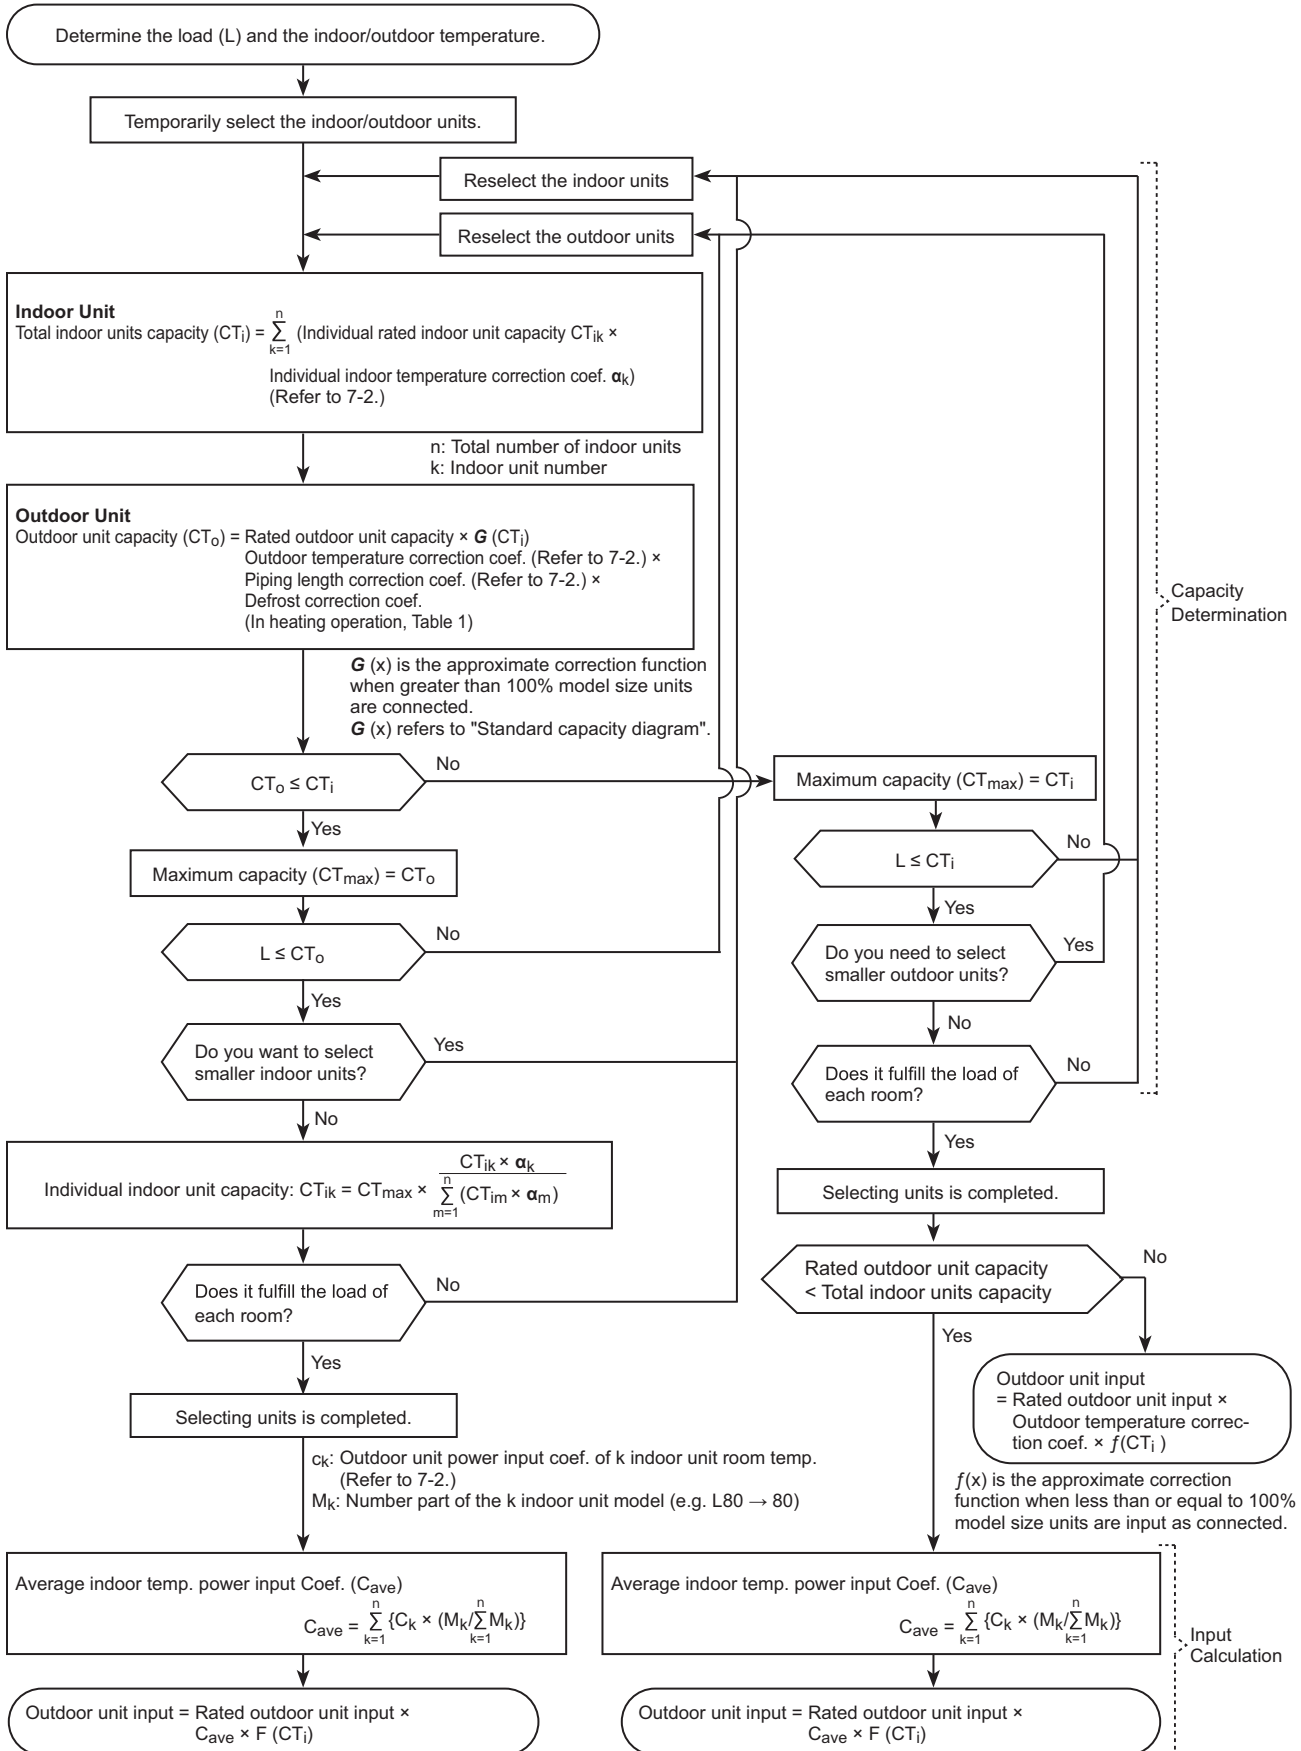 Determine the load (L) and the indoor/outdoor temperature.
Temporarily select the indoor/outdoor units.
Reselect the indoor units
Reselect the outdoor units
Indoor Unit
Total indoor units capacity (CTi) = n∑k=1 (Individual rated indoor unit capacity CTik ×
Individual indoor temperature correction coef. αk)
(Refer to 7-2.)
n: Total number of indoor units
k: Indoor unit number
Outdoor Unit
Outdoor unit capacity (CTo) = Rated outdoor unit capacity × G (CTi)
Outdoor temperature correction coef. (Refer to 7-2.) ×
Piping length correction coef. (Refer to 7-2.) ×
Defrost correction coef.
(In heating operation, Table 1)
G (x) is the approximate correction function
when greater than 100% model size units
are connected.
G (x) refers to "Standard capacity diagram".
Capacity
Determination
CTo ≤ CTi
No
Yes
Maximum capacity (CTmax) = CTo
L ≤ CTo
No
Yes
Do you want to select
smaller indoor units?
Yes
No
Individual indoor unit capacity: CTik = CTmax × CTik × αk / n∑m=1 (CTim × αm)
Does it fulfill the load of
each room?
No
Yes
Selecting units is completed.
ck: Outdoor unit power input coef. of k indoor unit room temp.
(Refer to 7-2.)
Mk: Number part of the k indoor unit model (e.g. L80 → 80)
Average indoor temp. power input Coef. (Cave)
Cave = n∑k=1 {Ck × (Mk/n∑k=1 Mk)}
Outdoor unit input = Rated outdoor unit input ×
Cave × F (CTi)
Maximum capacity (CTmax) = CTi
L ≤ CTi
No
Yes
Do you need to select
smaller outdoor units?
Yes
No
Does it fulfill the load of
each room?
No
Yes
Selecting units is completed.
Rated outdoor unit capacity
< Total indoor units capacity
No
Yes
Outdoor unit input
= Rated outdoor unit input ×
Outdoor temperature correc-
tion coef. × ƒ(CTi )
ƒ(x) is the approximate correction
function when less than or equal to 100%
model size units are input as connected.
Average indoor temp. power input Coef. (Cave)
Cave = n∑k=1 {Ck × (Mk/n∑k=1 Mk)}
Outdoor unit input = Rated outdoor unit input ×
Cave × F (CTi)
Input
Calculation